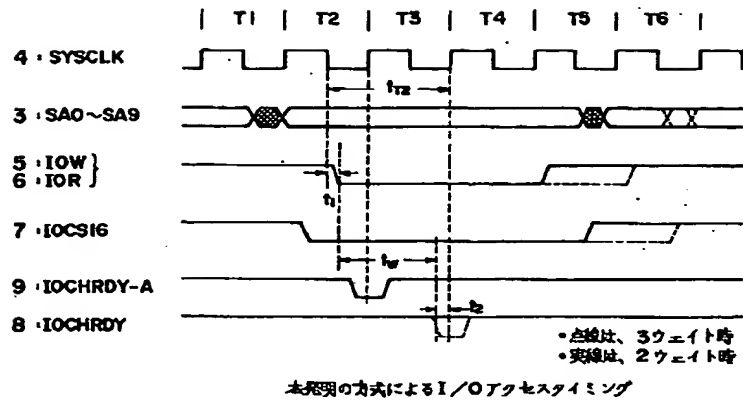 T1 T2 T3 T4 T5 T6
4 : SYSCLK
tT2
3 : SA0~SA9
5 : IOW
6 : IOR
t1
7 : IOCS16
tw
9 : IOCHRDY-A
t2
8 : IOCHRDY
•点線は、3ウェイト時
•実線は、2ウェイト時
本発明の方式によるI/Oアクセスタイミング